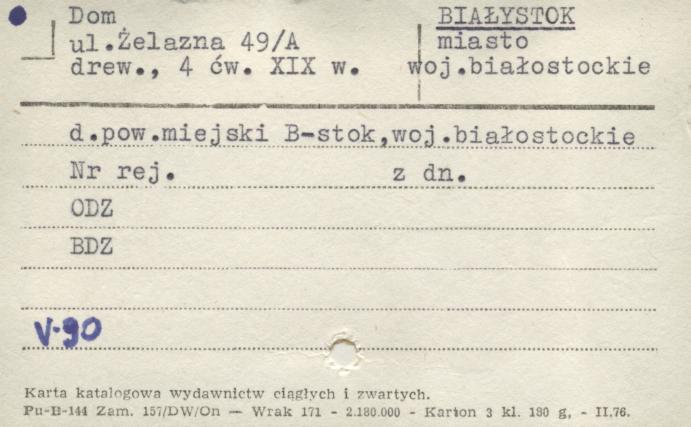 Dom
ul.Żelazna 49/A
drew., 4 ćw. XIX w.
BIAŁYSTOK
miasto
woj.białostockie
d.pow.miejski B-stok,woj.białostockie
Nr rej. z dn.
ODZ
BDZ
V-90
Karta katalogowa wydawnictw ciągłych i zwartych.
Pu-B-144 Zam. 157/DW/On — Wrak 171 - 2.180.000 - Karton 3 kl. 180 g, - II.76.